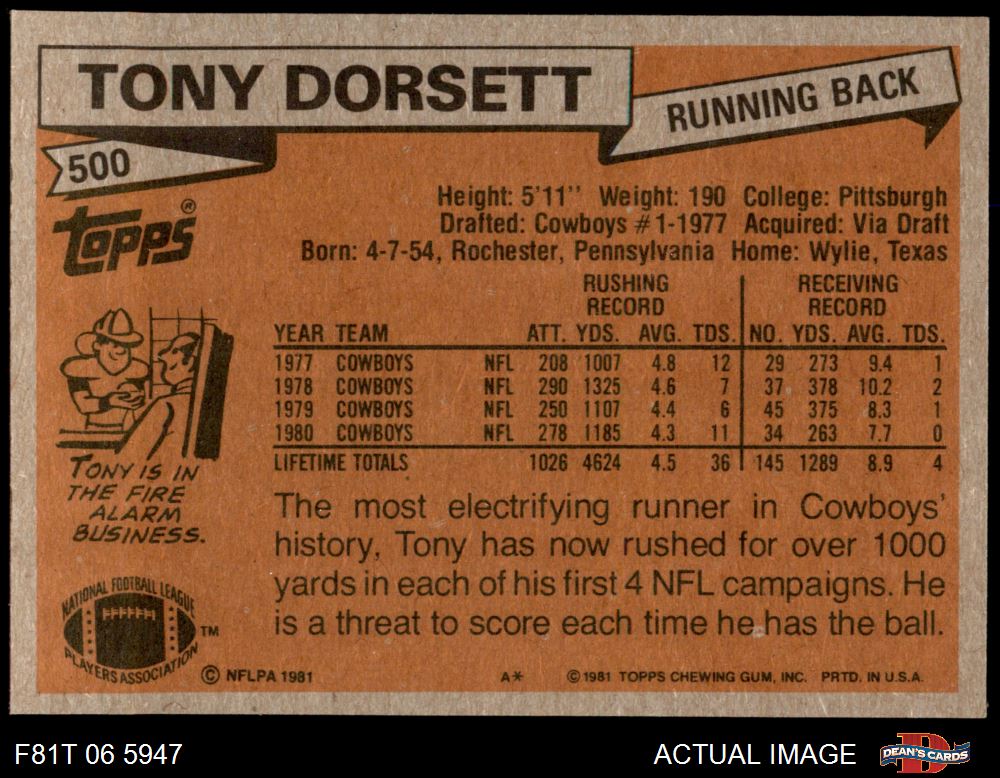 TONY DORSETT
RUNNING BACK
500
topps®
Height: 5'11'' Weight: 190 College: Pittsburgh
Drafted: Cowboys #1-1977 Acquired: Via Draft
Born: 4-7-54, Rochester, Pennsylvania Home: Wylie, Texas
RUSHING RECORD RECEIVING RECORD
YEAR TEAM ATT. YDS. AVG. TDS. NO. YDS. AVG. TDS.
1977 COWBOYS NFL 208 1007 4.8 12 29 273 9.4 1
1978 COWBOYS NFL 290 1325 4.6 7 37 378 10.2 2
1979 COWBOYS NFL 250 1107 4.4 6 45 375 8.3 1
1980 COWBOYS NFL 278 1185 4.3 11 34 263 7.7 0
LIFETIME TOTALS 1026 4624 4.5 36 145 1289 8.9 4
TONY IS IN
THE FIRE
ALARM
BUSINESS.
The most electrifying runner in Cowboys'
history, Tony has now rushed for over 1000
yards in each of his first 4 NFL campaigns. He
is a threat to score each time he has the ball.
NATIONAL FOOTBALL LEAGUE
PLAYERS ASSOCIATION
TM
© NFLPA 1981
A*
© 1981 TOPPS CHEWING GUM, INC. PRTD. IN U.S.A.
F81T 06 5947
ACTUAL IMAGE
DEAN'S CARDS